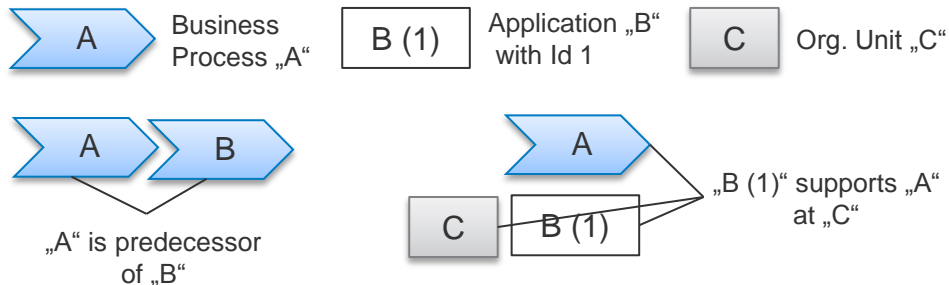 A
Business
Process „A“
B (1)
Application „B“
with Id 1
C
Org. Unit „C“
A
B
„A“ is predecessor
of „B“
A
C
B (1)
„B (1)“ supports „A“
at „C“